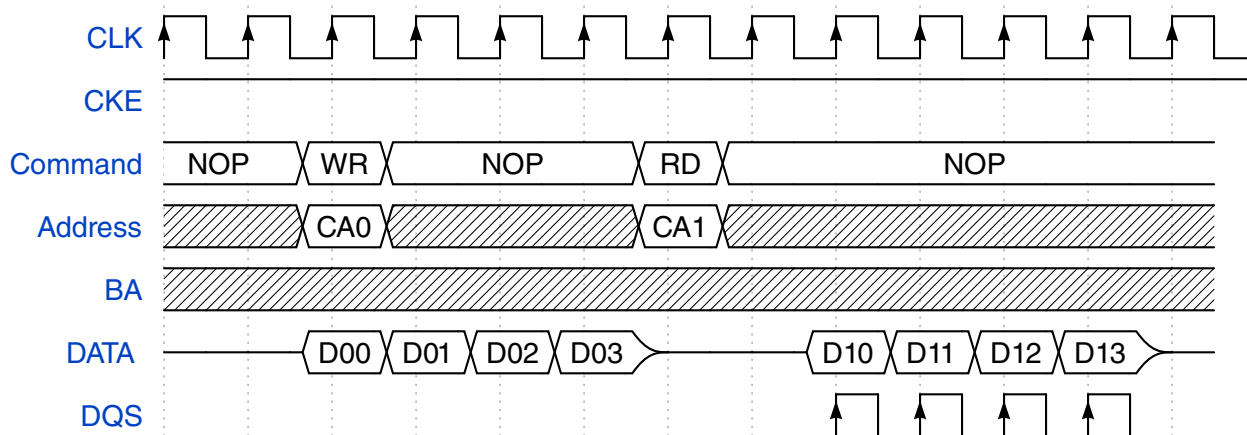 CLK
CKE
Command NOP WR NOP RD NOP
Address CA0 CA1
BA
DATA D00 D01 D02 D03 D10 D11 D12 D13
DQS